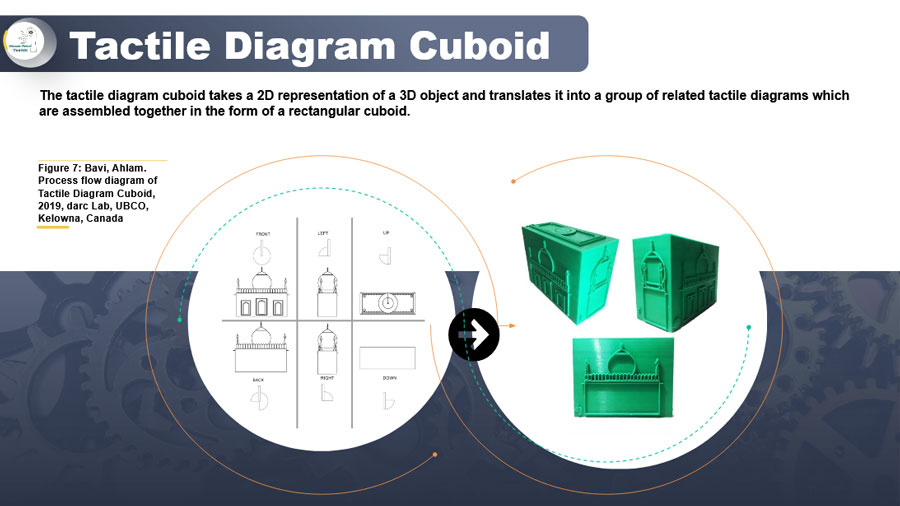 Tactile Diagram Cuboid
The tactile diagram cuboid takes a 2D representation of a 3D object and translates it into a group of related tactile diagrams which
are assembled together in the form of a rectangular cuboid.
Figure 7: Bavi, Ahlam.
Process flow diagram of
Tactile Diagram Cuboid,
2019, darc Lab, UBCO,
Kelowna, Canada
FRONT
LEFT
UP
BACK
RIGHT
DOWN